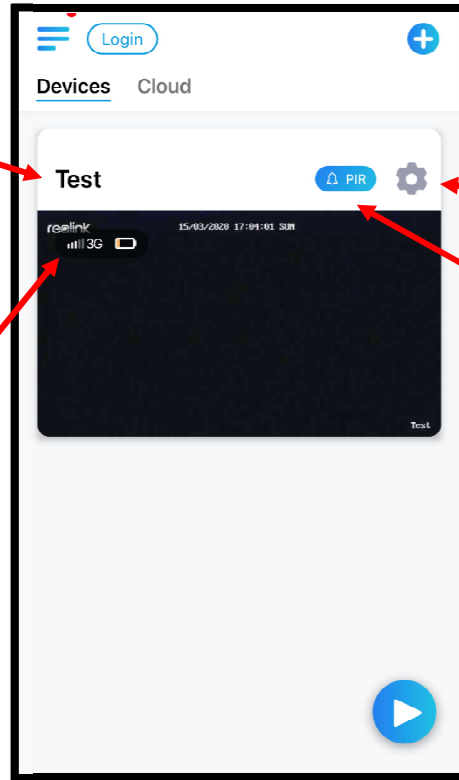 Login
Devices Cloud
Test
PIR
reolink
15/03/2020 17:04:01 SUN
3G
Test